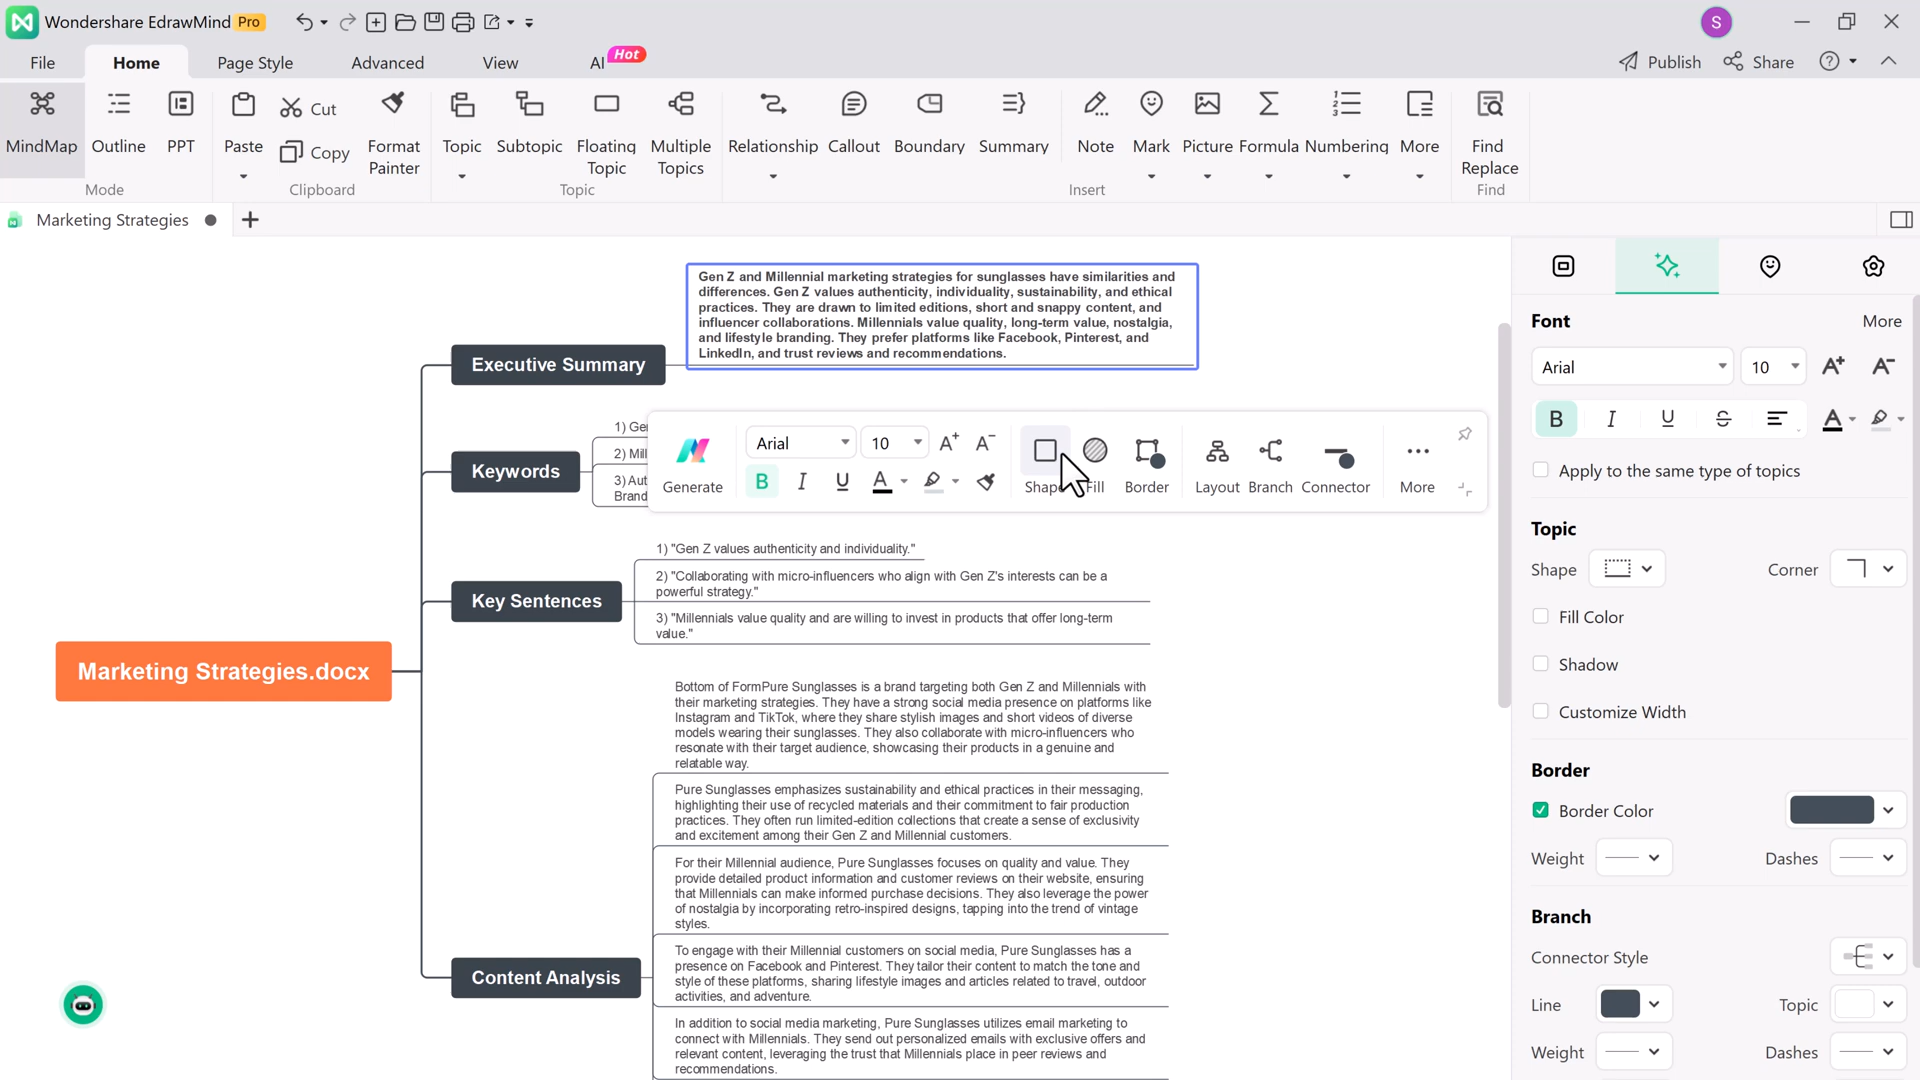 Wondershare EdrawMind Pro
S
File
Home
Page Style
Advanced
View
AI
Hot
Publish
Share
MindMap
Outline
PPT
Mode
Paste
Cut
Copy
Format
Painter
Clipboard
Topic
Subtopic
Floating
Topic
Multiple
Topics
Topic
Relationship
Callout
Boundary
Summary
Note
Mark
Picture
Formula
Numbering
More
Insert
Find
Replace
Find
Marketing Strategies
Gen Z and Millennial marketing strategies for sunglasses have similarities and
differences. Gen Z values authenticity, individuality, sustainability, and ethical
practices. They are drawn to limited editions, short and snappy content, and
influencer collaborations. Millennials value quality, long-term value, nostalgia,
and lifestyle branding. They prefer platforms like Facebook, Pinterest, and
LinkedIn, and trust reviews and recommendations.
Executive Summary
Keywords
1) Ge
2) Mill
3) Aut
Brand
Generate
Arial
10
A+
A-
B I U A
Shape
Fill
Border
Layout
Branch
Connector
More
Key Sentences
1) "Gen Z values authenticity and individuality."
2) "Collaborating with micro-influencers who align with Gen Z's interests can be a
powerful strategy."
3) "Millennials value quality and are willing to invest in products that offer long-term
value."
Marketing Strategies.docx
Bottom of FormPure Sunglasses is a brand targeting both Gen Z and Millennials with
their marketing strategies. They have a strong social media presence on platforms like
Instagram and TikTok, where they share stylish images and short videos of diverse
models wearing their sunglasses. They also collaborate with micro-influencers who
resonate with their target audience, showcasing their products in a genuine and
relatable way.
Pure Sunglasses emphasizes sustainability and ethical practices in their messaging,
highlighting their use of recycled materials and their commitment to fair production
practices. They often run limited-edition collections that create a sense of exclusivity
and excitement among their Gen Z and Millennial customers.
For their Millennial audience, Pure Sunglasses focuses on quality and value. They
provide detailed product information and customer reviews on their website, ensuring
that Millennials can make informed purchase decisions. They also leverage the power
of nostalgia by incorporating retro-inspired designs, tapping into the trend of vintage
styles.
Content Analysis
To engage with their Millennial customers on social media, Pure Sunglasses has a
presence on Facebook and Pinterest. They tailor their content to match the tone and
style of these platforms, sharing lifestyle images and articles related to travel, outdoor
activities, and adventure.
In addition to social media marketing, Pure Sunglasses utilizes email marketing to
connect with Millennials. They send out personalized emails with exclusive offers and
relevant content, leveraging the trust that Millennials place in peer reviews and
recommendations.
Font
More
Arial
10
A+
A-
B I U S A
Apply to the same type of topics
Topic
Shape
Corner
Fill Color
Shadow
Customize Width
Border
Border Color
Weight
Dashes
Branch
Connector Style
Line
Topic
Weight
Dashes